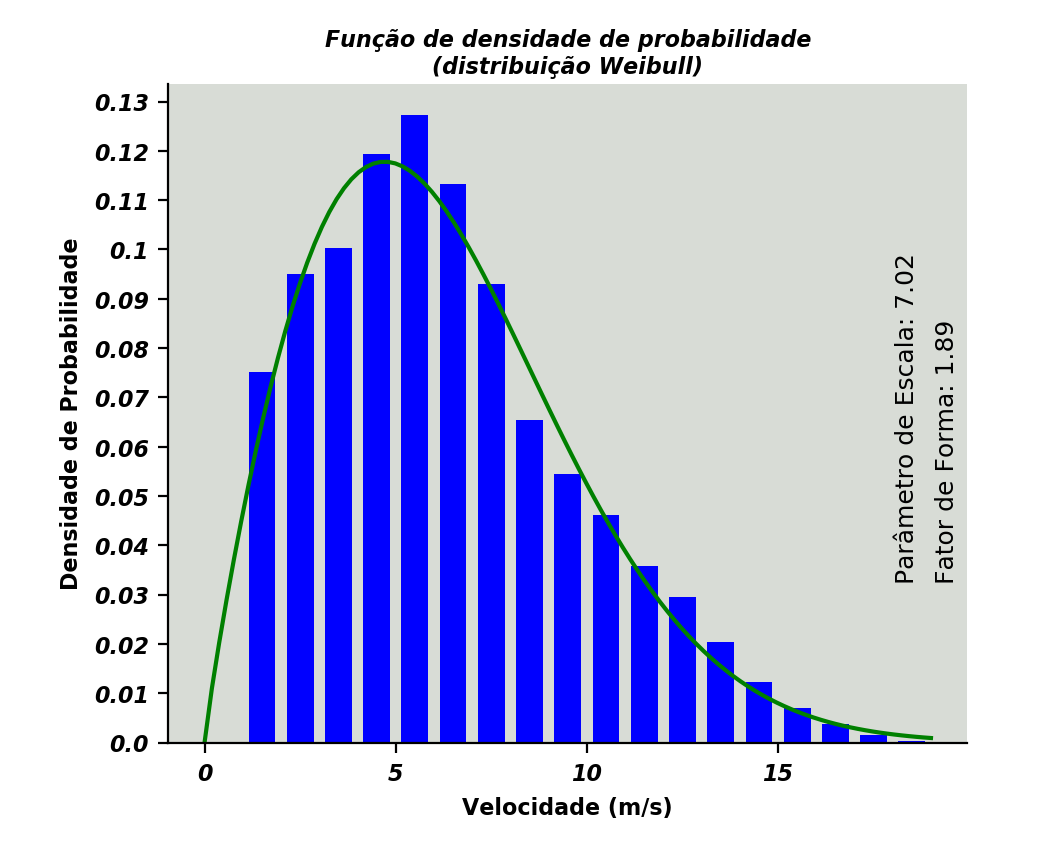 Função de densidade de probabilidade
(distribuição Weibull)
0.13
0.12
0.11
0.1
0.09
0.08
0.07
0.06
0.05
0.04
0.03
0.02
0.01
0.0
Densidade de Probabilidade
Parâmetro de Escala: 7.02
Fator de Forma: 1.89
0 5 10 15
Velocidade (m/s)